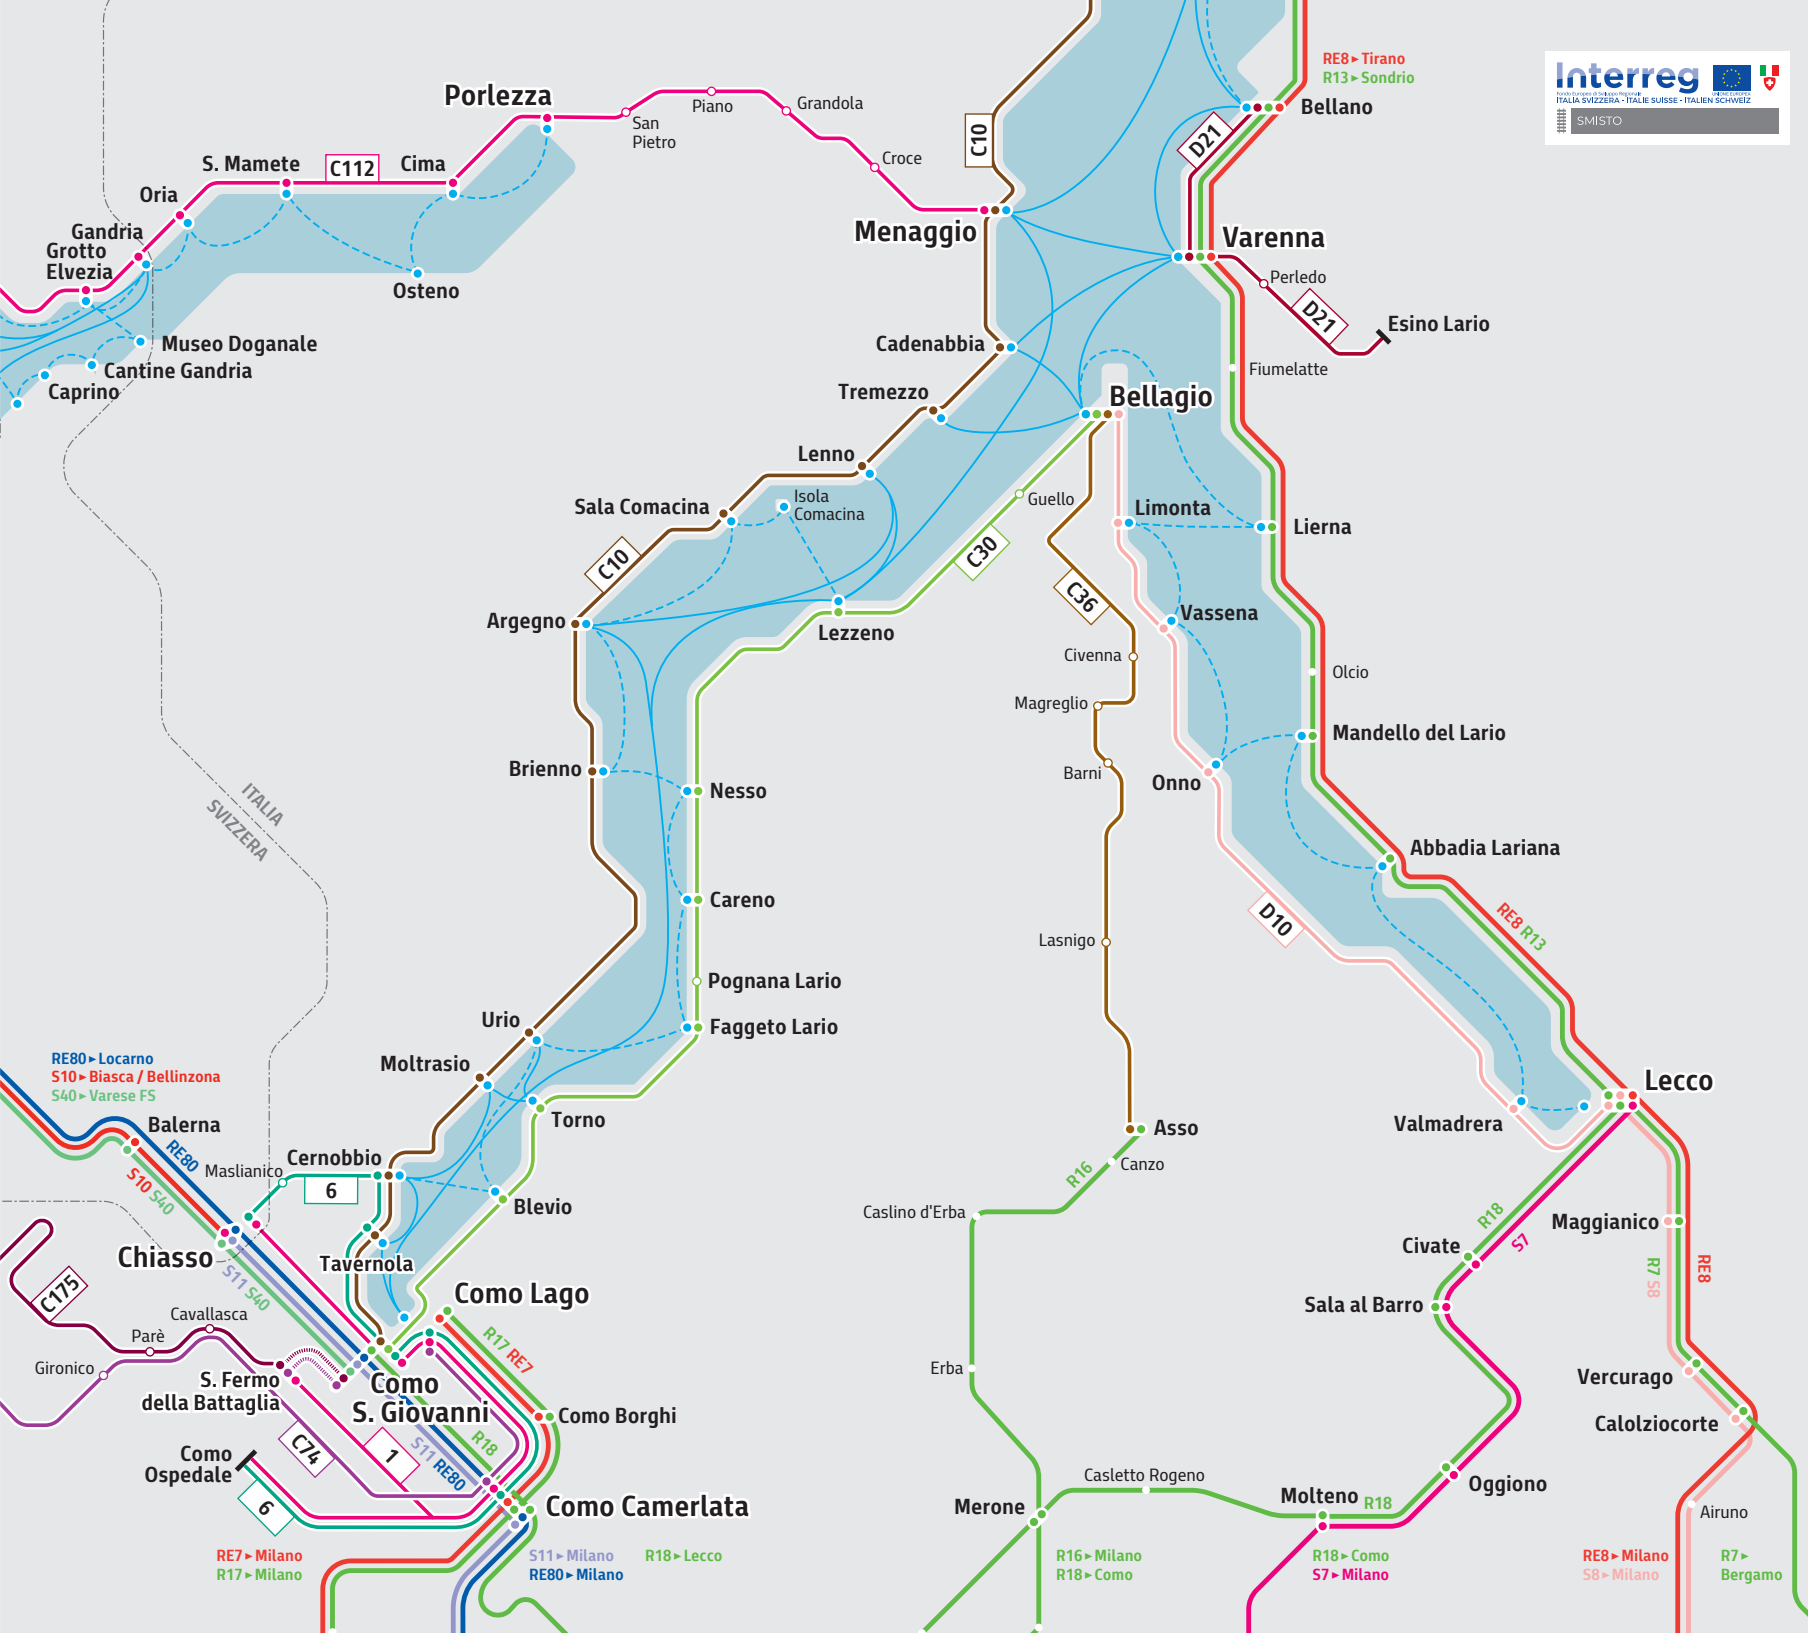 RE8▸Tirano
R13▸Sondrio
Interreg
Fondo Europeo di Sviluppo Regionale
UNIONE EUROPEA
ITALIA SVIZZERA - ITALIE SUISSE - ITALIEN SCHWEIZ
SMISTO
Porlezza
San
Pietro
Piano
Grandola
Croce
C10
Bellano
D21
S. Mamete
C112
Cima
Oria
Gandria
Grotto
Elvezia
Menaggio
Varenna
Perledo
D21
Esino Lario
Osteno
Museo Doganale
Cantine Gandria
Caprino
Cadenabbia
Fiumelatte
Tremezzo
Bellagio
Lenno
Isola
Comacina
Sala Comacina
Guello
Limonta
Lierna
C10
C30
C36
Argegno
Lezzeno
Vassena
Civenna
Olcio
Magreglio
Mandello del Lario
Brienno
Barni
Onno
Nesso
ITALIA
SVIZZERA
Abbadia Lariana
Careno
D10
RE8 R13
Lasnigo
Pognana Lario
Urio
Faggeto Lario
Moltrasio
RE80▸Locarno
S10▸Biasca / Bellinzona
S40▸Varese FS
Lecco
Balerna
RE80
Torno
Valmadrera
Asso
Cernobbio
Maslianico
6
S10 S40
Canzo
R16
Blevio
Caslino d'Erba
R18
S7
Maggianico
Chiasso
Tavernola
Civate
R7 S8
RE8
S11 S40
C175
Como Lago
Cavallasca
Parè
Gironico
R17 RE7
Sala al Barro
Erba
S. Fermo
della Battaglia
Como
S. Giovanni
Vercurago
Como Borghi
Calolziocorte
C74
1
S11 RE80
R18
Como
Ospedale
6
Casletto Rogeno
Oggiono
Merone
Molteno
R18
Airuno
Como Camerlata
RE7▸Milano
R17▸Milano
S11▸Milano
RE80▸Milano
R18▸Lecco
R16▸Milano
R18▸Como
R18▸Como
S7▸Milano
RE8▸Milano
S8▸Milano
R7▸
Bergamo